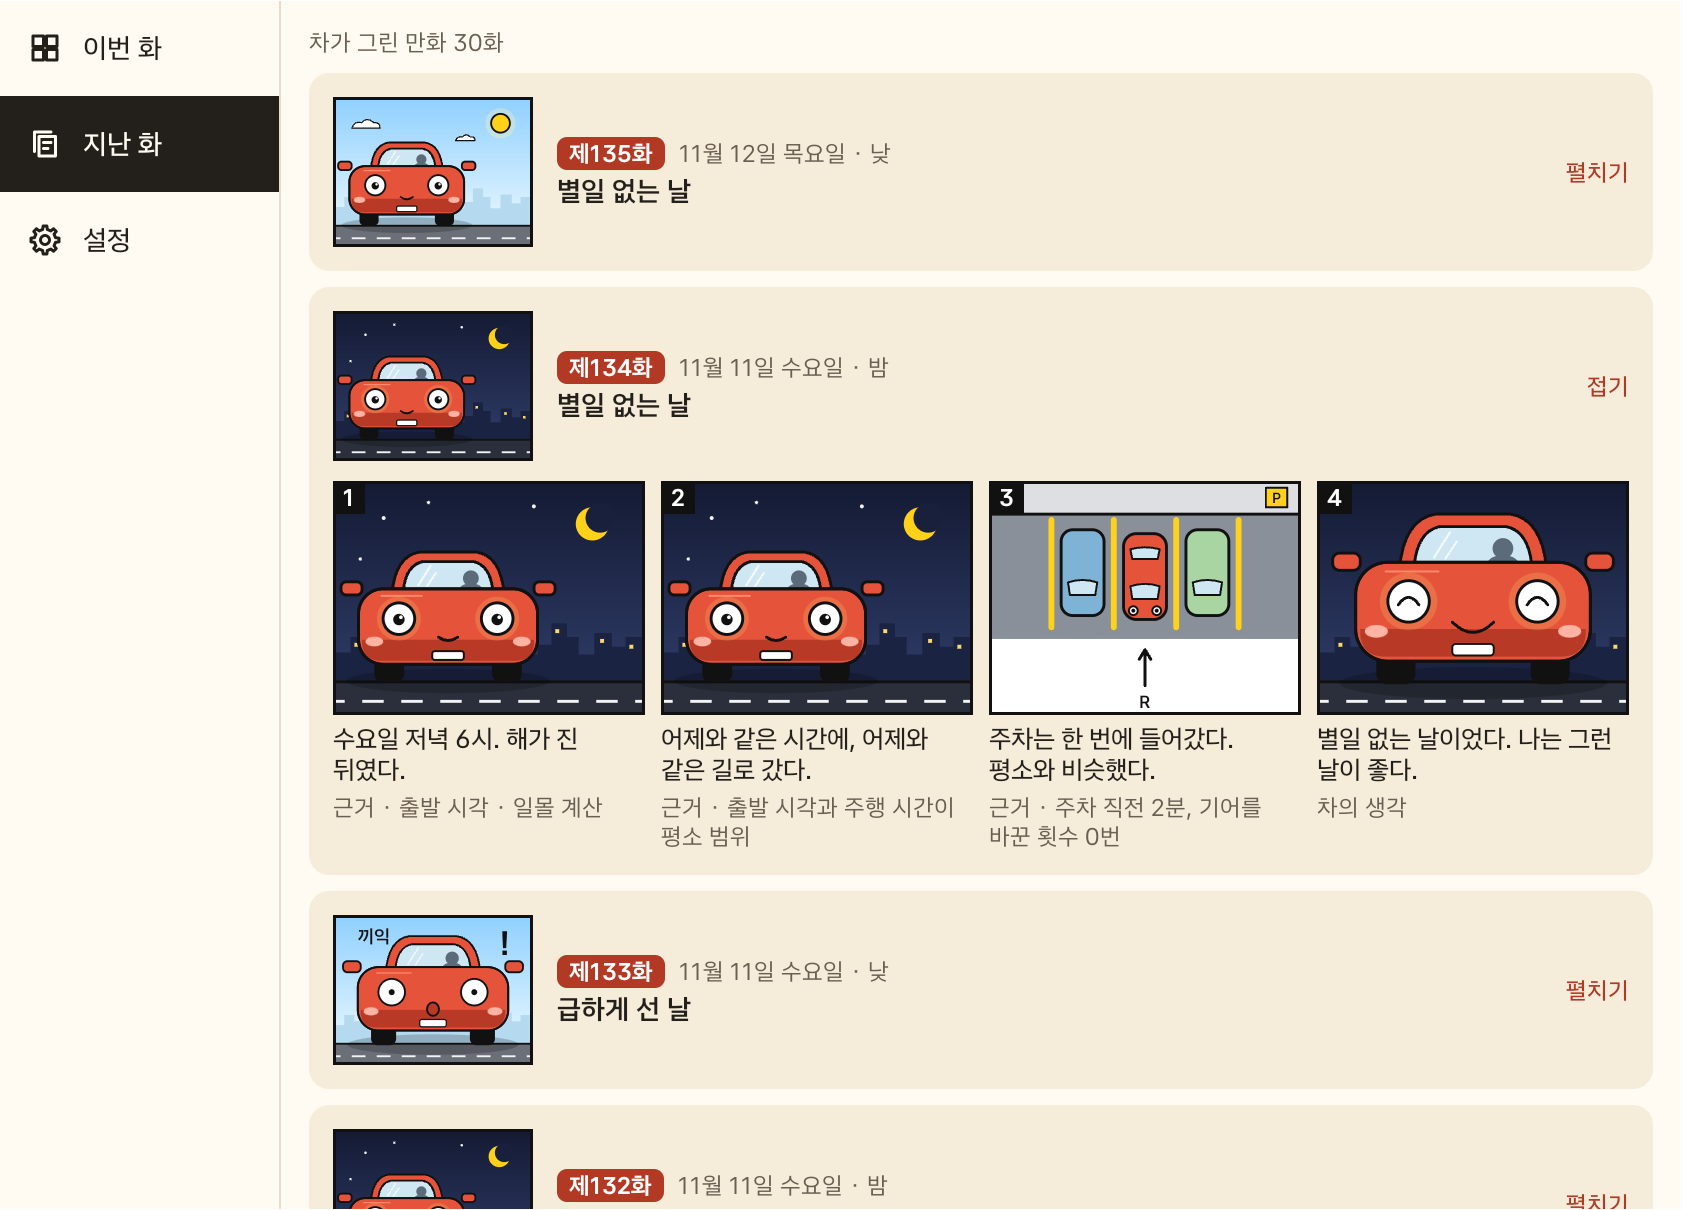 이번 화
지난 화
설정
차가 그린 만화 30화
제135화 11월 12일 목요일 · 낮
별일 없는 날
펼치기
제134화 11월 11일 수요일 · 밤
별일 없는 날
접기
1
2
3
P
R
4
수요일 저녁 6시. 해가 진
뒤였다.
근거 · 출발 시각 · 일몰 계산
어제와 같은 시간에, 어제와
같은 길로 갔다.
근거 · 출발 시각과 주행 시간이
평소 범위
주차는 한 번에 들어갔다.
평소와 비슷했다.
근거 · 주차 직전 2분, 기어를
바꾼 횟수 0번
별일 없는 날이었다. 나는 그런
날이 좋다.
차의 생각
끼익
!
제133화 11월 11일 수요일 · 낮
급하게 선 날
펼치기
제132화 11월 11일 수요일 · 밤
펼치기